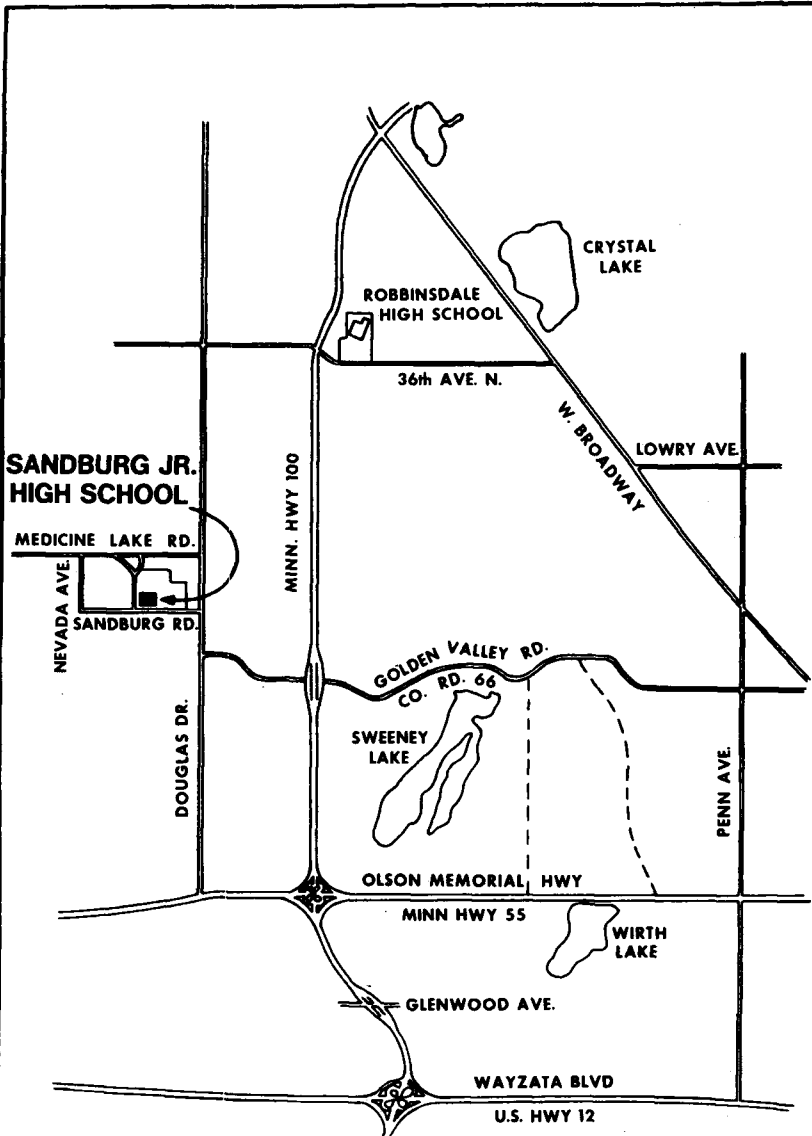 CRYSTAL
LAKE
ROBBINSDALE
HIGH SCHOOL
36th AVE. N.
W. BROADWAY
LOWRY AVE.
SANDBURG JR.
HIGH SCHOOL
MINN. HWY 100
MEDICINE LAKE RD.
NEVADA AVE.
SANDBURG RD.
GOLDEN VALLEY RD.
CO. RD. 66
SWEENEY
LAKE
DOUGLAS DR.
PENN AVE.
OLSON MEMORIAL HWY
MINN HWY 55
WIRTH
LAKE
GLENWOOD AVE.
WAYZATA BLVD
U.S. HWY 12